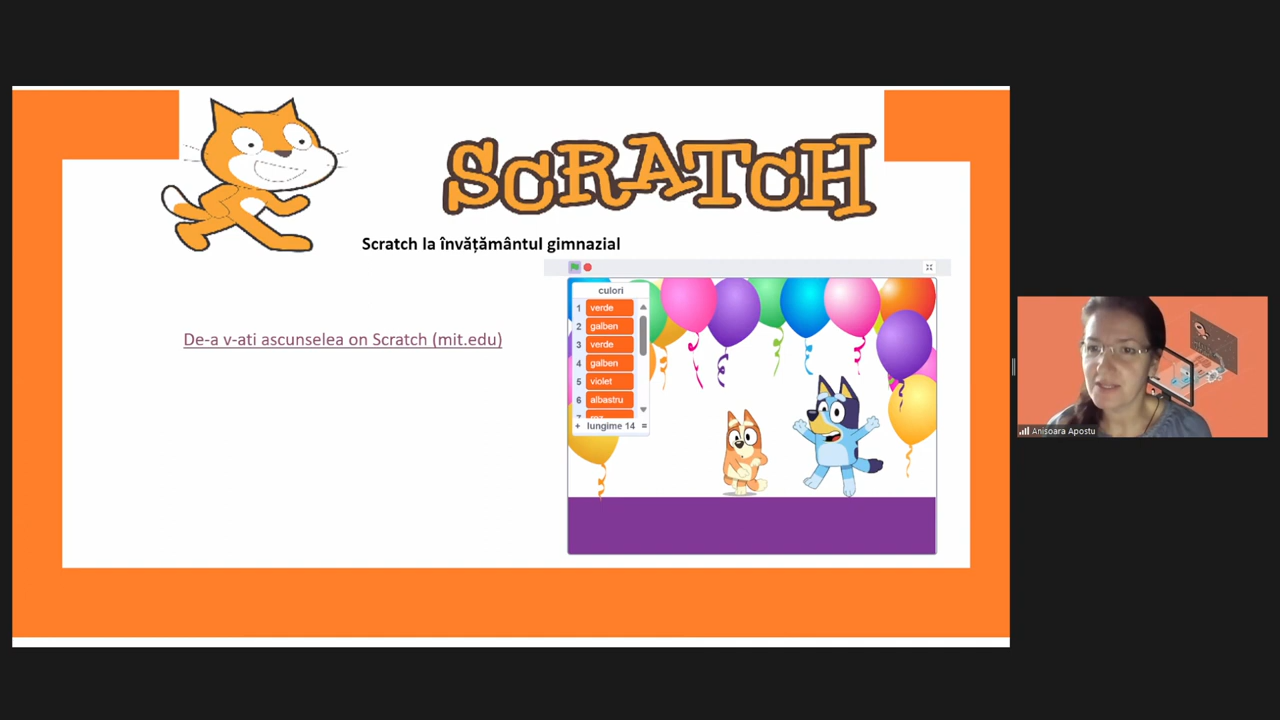 SCRATCH
Scratch la învățământul gimnazial
De-a v-ati ascunselea on Scratch (mit.edu)
culori
1 verde
2 galben
3 verde
4 galben
5 violet
6 albastru
7
+ lungime 14 =
Anisoara Apostu